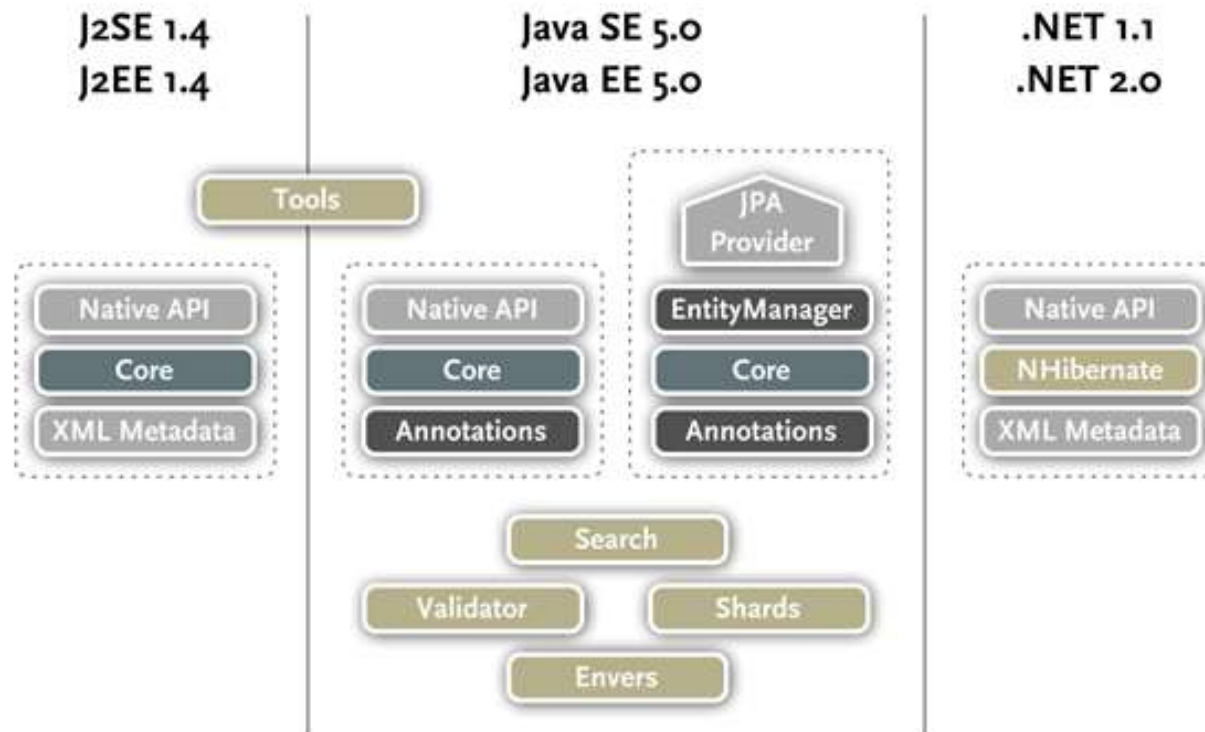 J2SE 1.4
J2EE 1.4
Java SE 5.0
Java EE 5.0
.NET 1.1
.NET 2.0
Tools
JPA
Provider
Native API
Native API
EntityManager
Native API
Core
Core
Core
NHibernate
XML Metadata
Annotations
Annotations
XML Metadata
Search
Validator
Shards
Envers